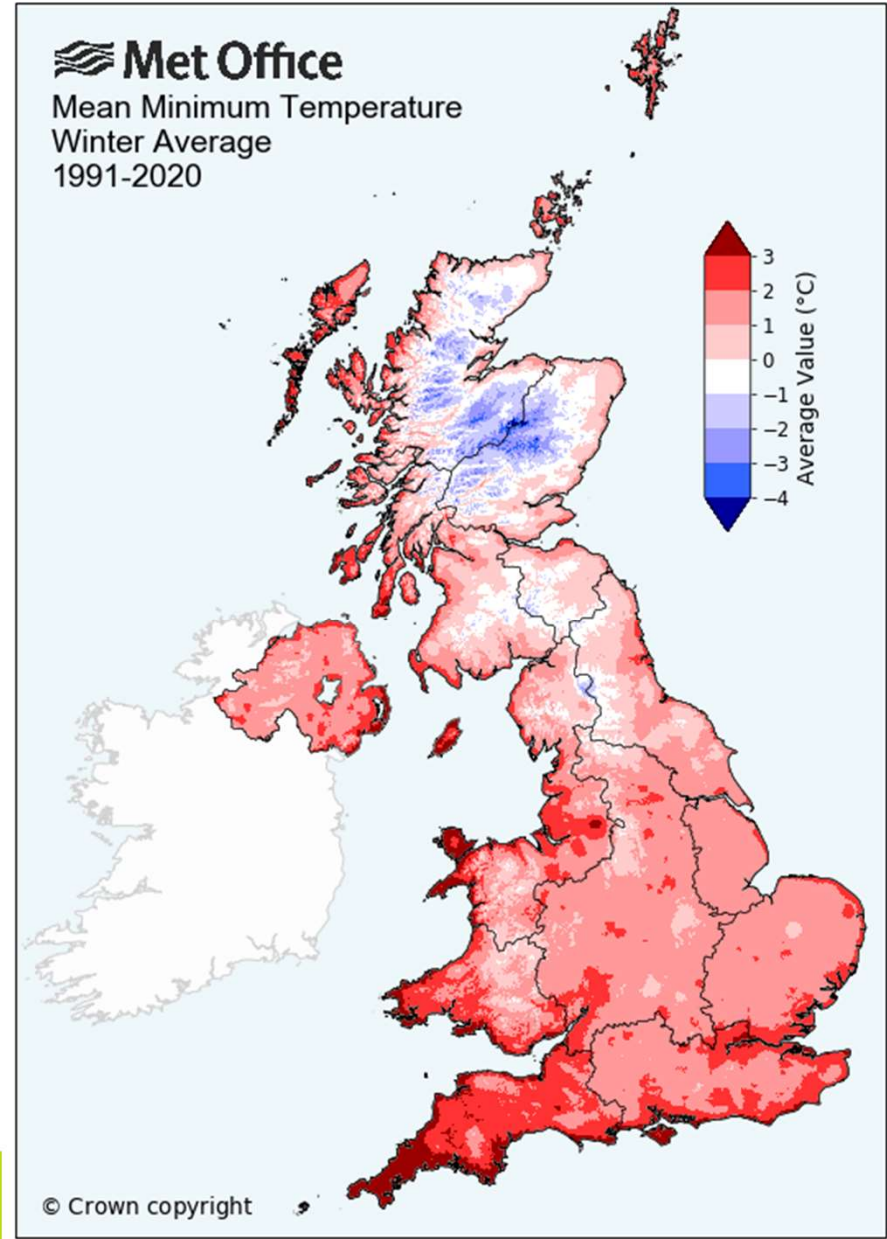 Met Office
Mean Minimum Temperature
Winter Average
1991-2020
3
2
1
0
−1
−2
−3
−4
Average Value (°C)
© Crown copyright